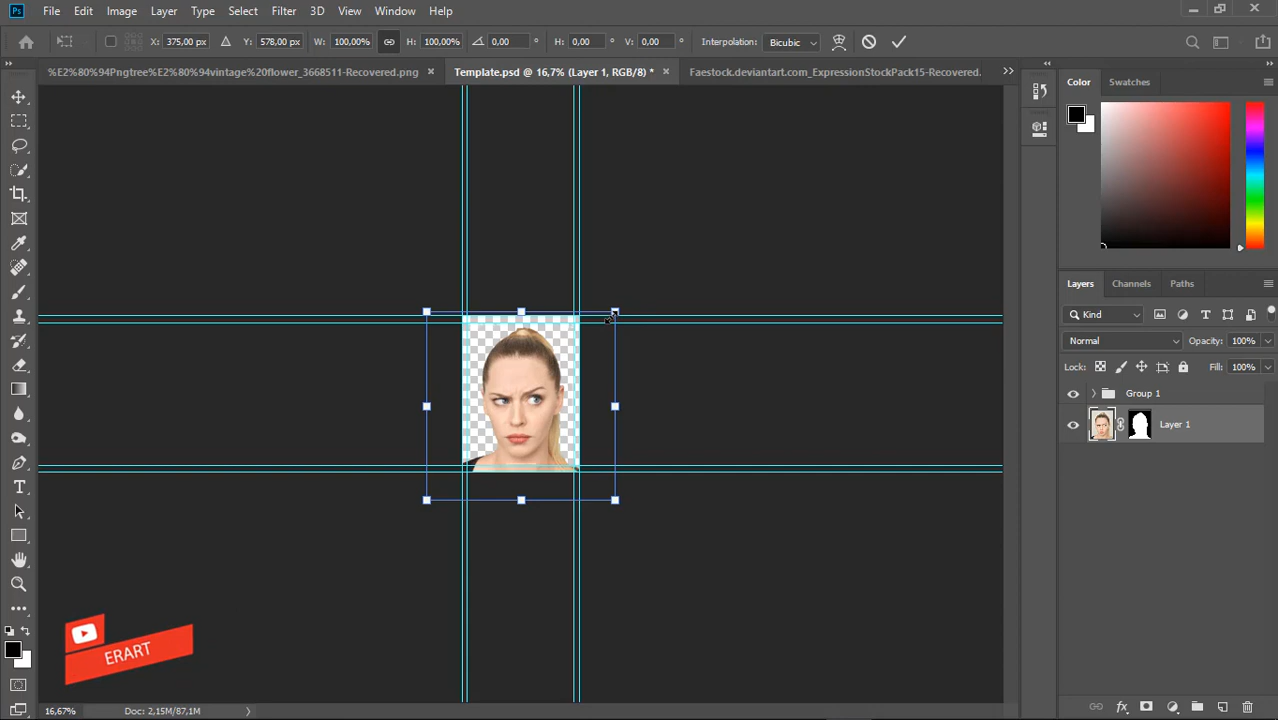 Ps File Edit Image Layer Type Select Filter 3D View Window Help
X: 375,00 px Y: 578,00 px W: 100,00% H: 100,00% 0,00 ° H: 0,00 ° V: 0,00 ° Interpolation: Bicubic
%E2%80%94Pngtree%E2%80%94vintage%20flower_3668511-Recovered.png × Template.psd @ 16,7% (Layer 1, RGB/8) * × Faestock.deviantart.com_ExpressionStockPack15-Recovered. »
Color Swatches
Layers Channels Paths
Kind
Normal Opacity: 100%
Lock: Fill: 100%
Group 1
Layer 1
ERART
16,67% Doc: 2,15M/87,1M